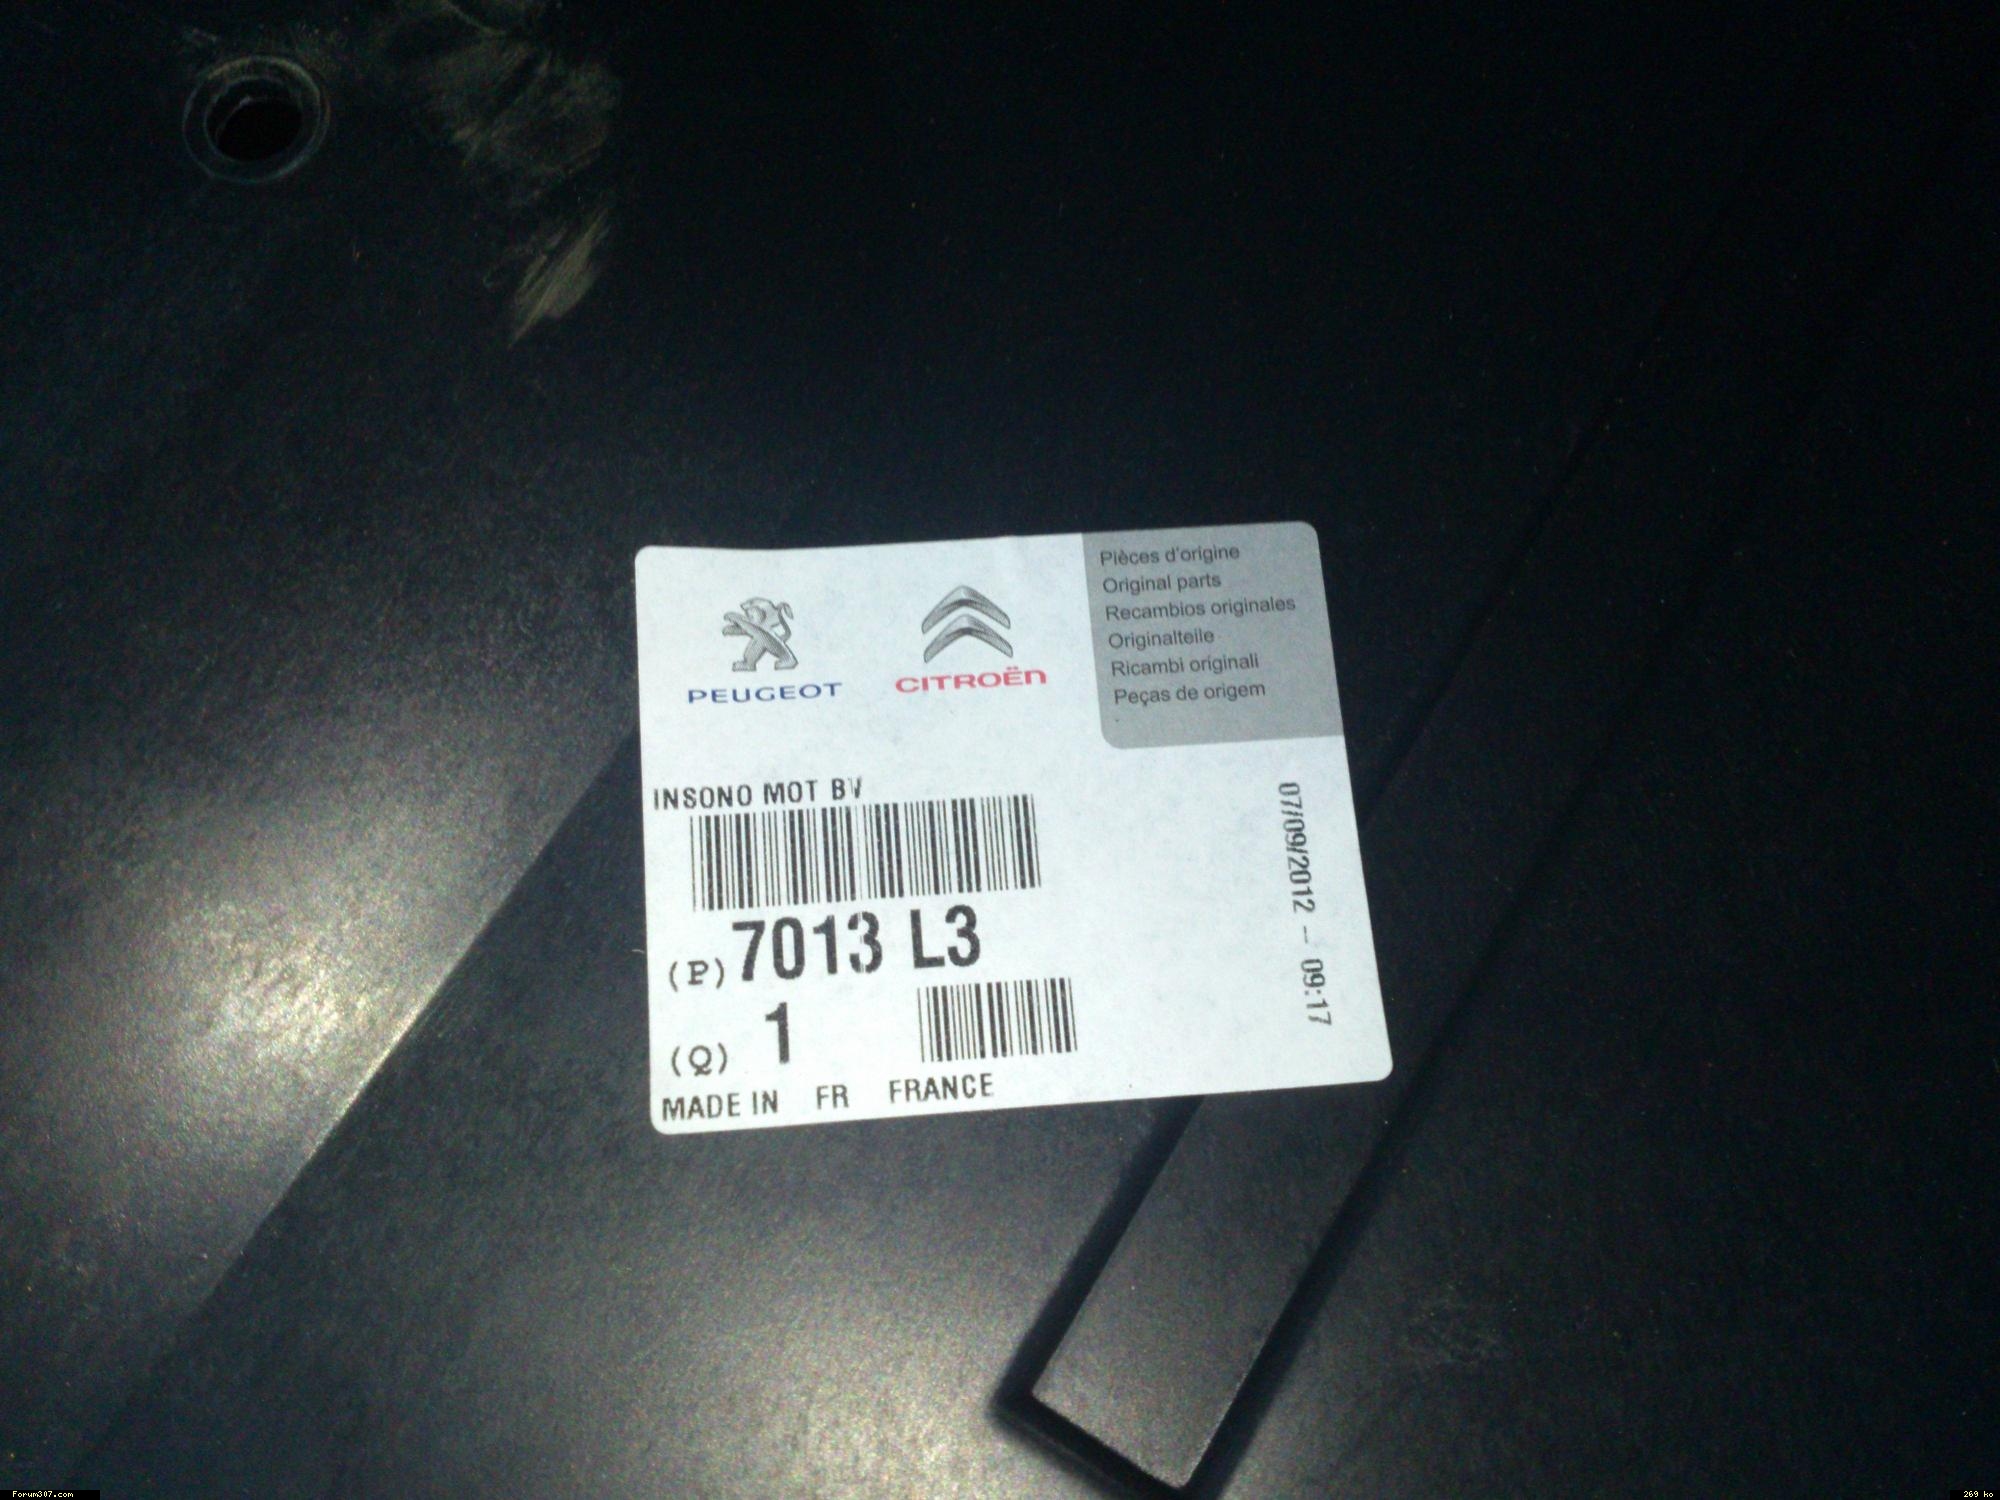 PEUGEOT
CITROËN
Pièces d'origine
Original parts
Recambios originales
Originalteile
Ricambi originali
Peças de origem
INSONO MOT BV
(P) 7013 L3
(Q) 1
MADE IN FR FRANCE
07/09/2012 - 09:17
Forum307.com
269 ko